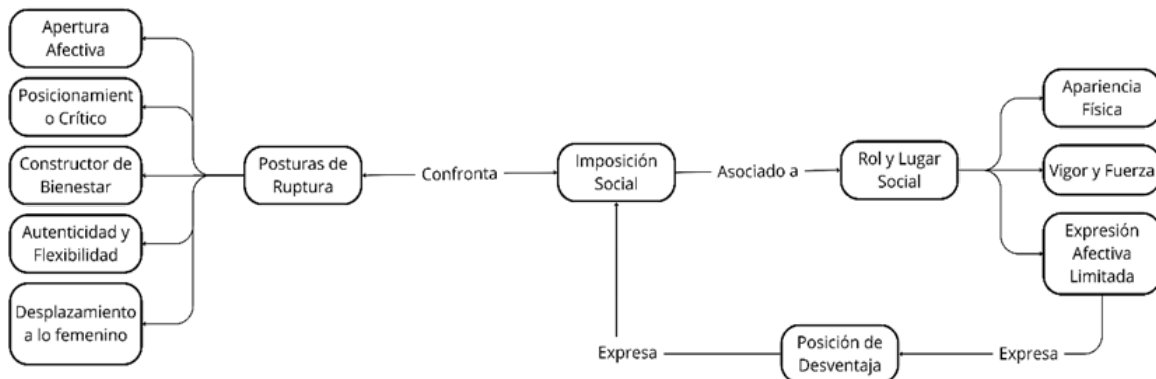 Apertura
Afectiva
Posicionamient
o Crítico
Constructor de
Bienestar
Autenticidad y
Flexibilidad
Desplazamiento
a lo femenino
Posturas de
Ruptura
Confronta
Imposición
Social
Asociado a
Rol y Lugar
Social
Apariencia
Física
Vigor y Fuerza
Expresión
Afectiva
Limitada
Expresa
Posición de
Desventaja
Expresa